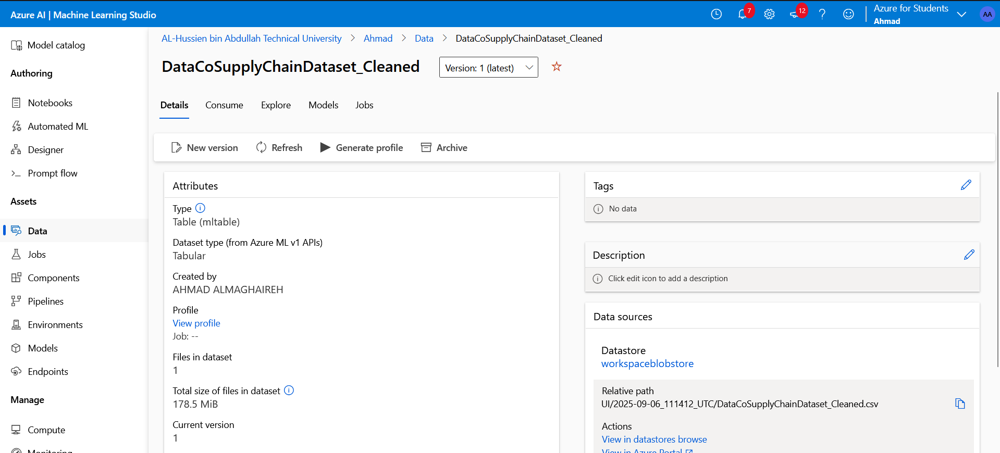 Azure AI | Machine Learning Studio
7
12
Azure for Students
Ahmad
AA
Model catalog
Authoring
Notebooks
Automated ML
Designer
Prompt flow
Assets
Data
Jobs
Components
Pipelines
Environments
Models
Endpoints
Manage
Compute
Monitoring
AL-Hussien bin Abdullah Technical University > Ahmad > Data > DataCoSupplyChainDataset_Cleaned
DataCoSupplyChainDataset_Cleaned
Version: 1 (latest)
Details Consume Explore Models Jobs
New version Refresh Generate profile Archive
Attributes
Type
Table (mltable)
Dataset type (from Azure ML v1 APIs)
Tabular
Created by
AHMAD ALMAGHAIREH
Profile
View profile
Job: --
Files in dataset
1
Total size of files in dataset
178.5 MiB
Current version
1
Tags
No data
Description
Click edit icon to add a description
Data sources
Datastore
workspaceblobstore
Relative path
UI/2025-09-06_111412_UTC/DataCoSupplyChainDataset_Cleaned.csv
Actions
View in datastores browse
View in Azure Portal